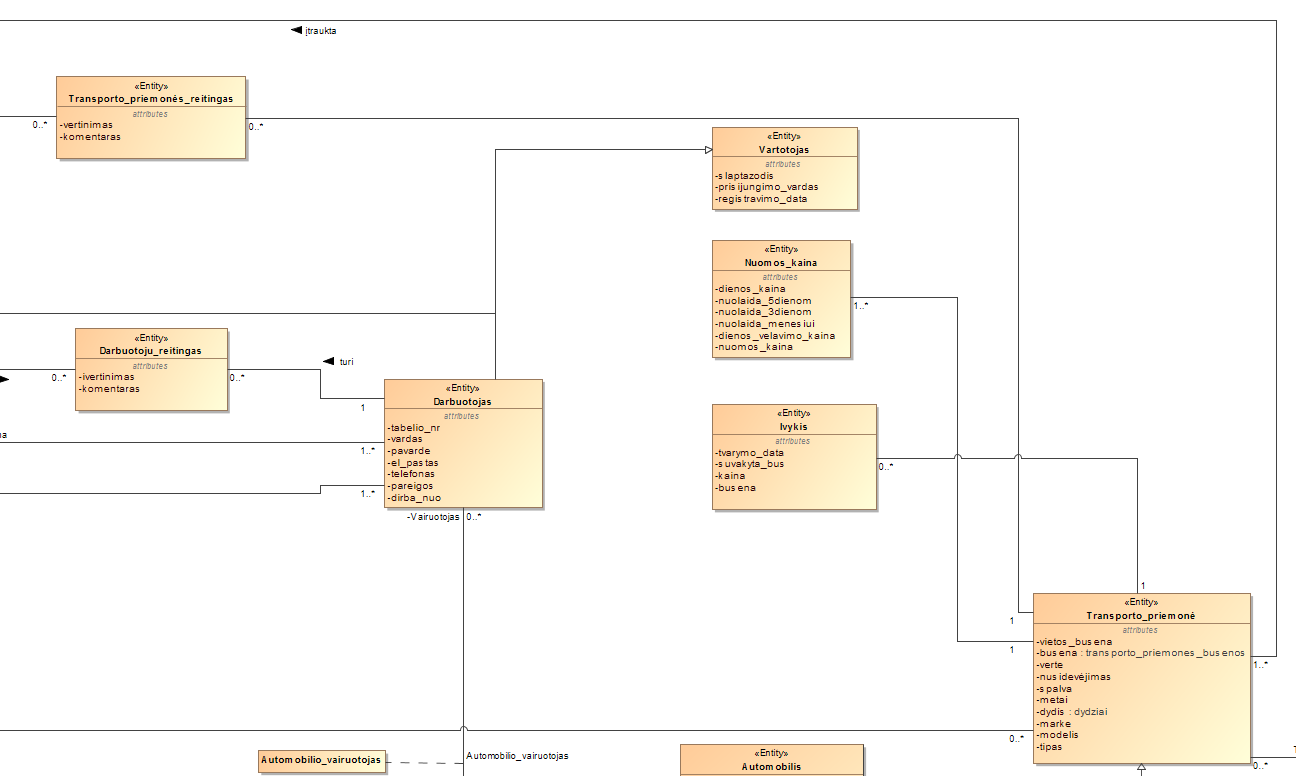 įtraukta
«Entity»
Transporto_priemonės_reitingas
attributes
-vertinimas
-komentaras
0..*
0..*
«Entity»
Vartotojas
attributes
-slaptazodis
-prisijungimo_vardas
-registravimo_data
«Entity»
Nuomos_kaina
attributes
-dienos_kaina
-nuolaida_5dienom
-nuolaida_3dienom
-nuolaida_menesiui
-dienos_velavimo_kaina
-nuomos_kaina
1..*
«Entity»
Darbuotoju_reitingas
attributes
-ivertinimas
-komentaras
0..*
0..*
turi
1
na
1..*
1..*
«Entity»
Darbuotojas
attributes
-tabelio_nr
-vardas
-pavarde
-el_pastas
-telefonas
-pareigos
-dirba_nuo
-Vairuotojas
0..*
«Entity»
Ivykis
attributes
-tvarymo_data
-suvakyta_bus
-kaina
-busena
0..*
1
1
1
«Entity»
Transporto_priemonė
attributes
-vietos_busena
-busena : transporto_priemones_busenos
-verte
-nusidevėjimas
-spalva
-metai
-dydis : dydziai
-marke
-modelis
-tipas
1..*
0..*
0..*
Automobilio_vairuotojas
Automobilio_vairuotojas
«Entity»
Automobilis